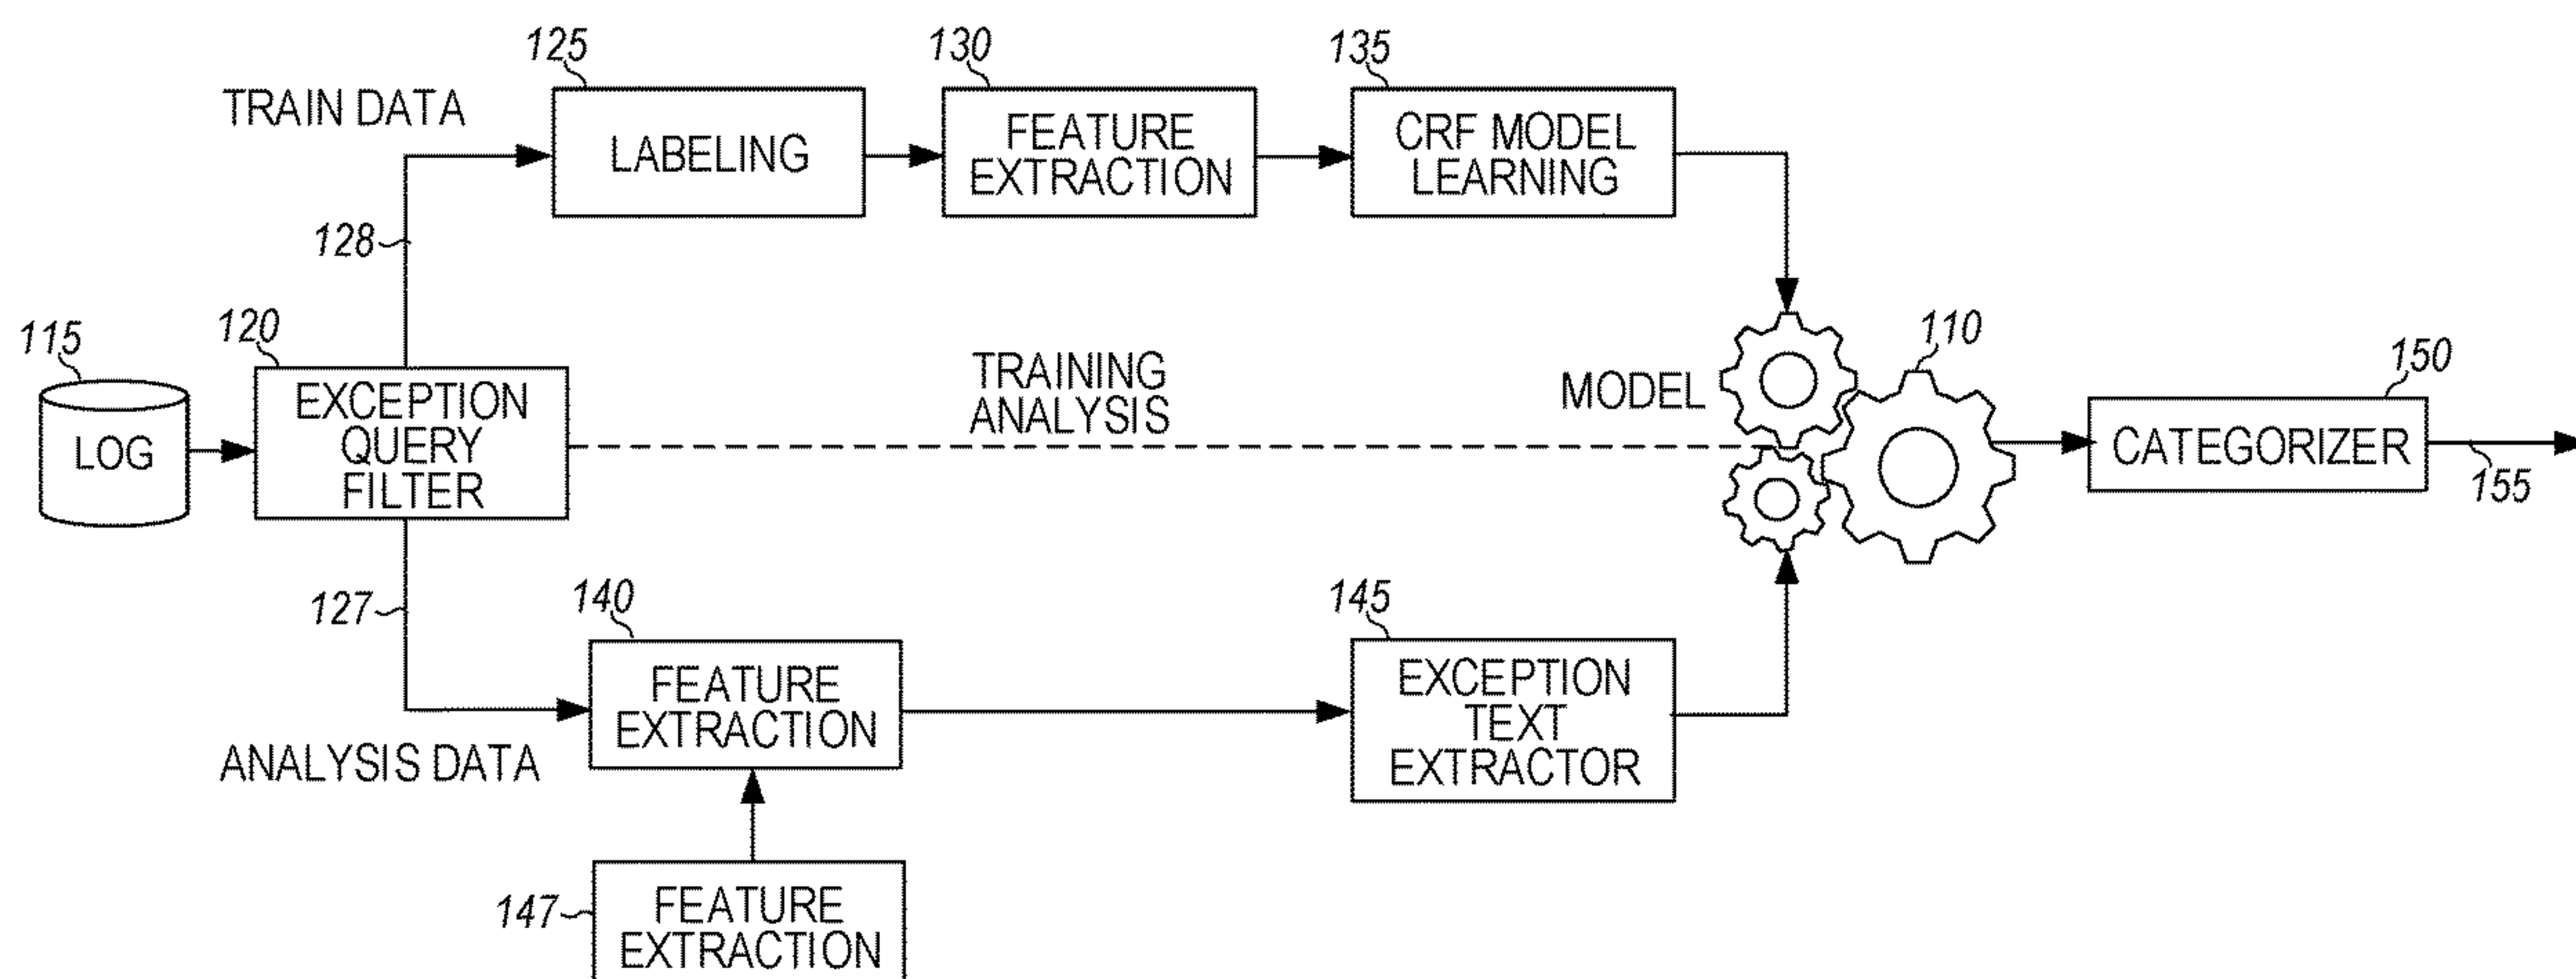 125
130
135
TRAIN DATA
LABELING
FEATURE
EXTRACTION
CRF MODEL
LEARNING
128
115
120
110
150
LOG
EXCEPTION
QUERY
FILTER
TRAINING
ANALYSIS
MODEL
CATEGORIZER
155
127
140
145
ANALYSIS DATA
FEATURE
EXTRACTION
EXCEPTION
TEXT
EXTRACTOR
147
FEATURE
EXTRACTION